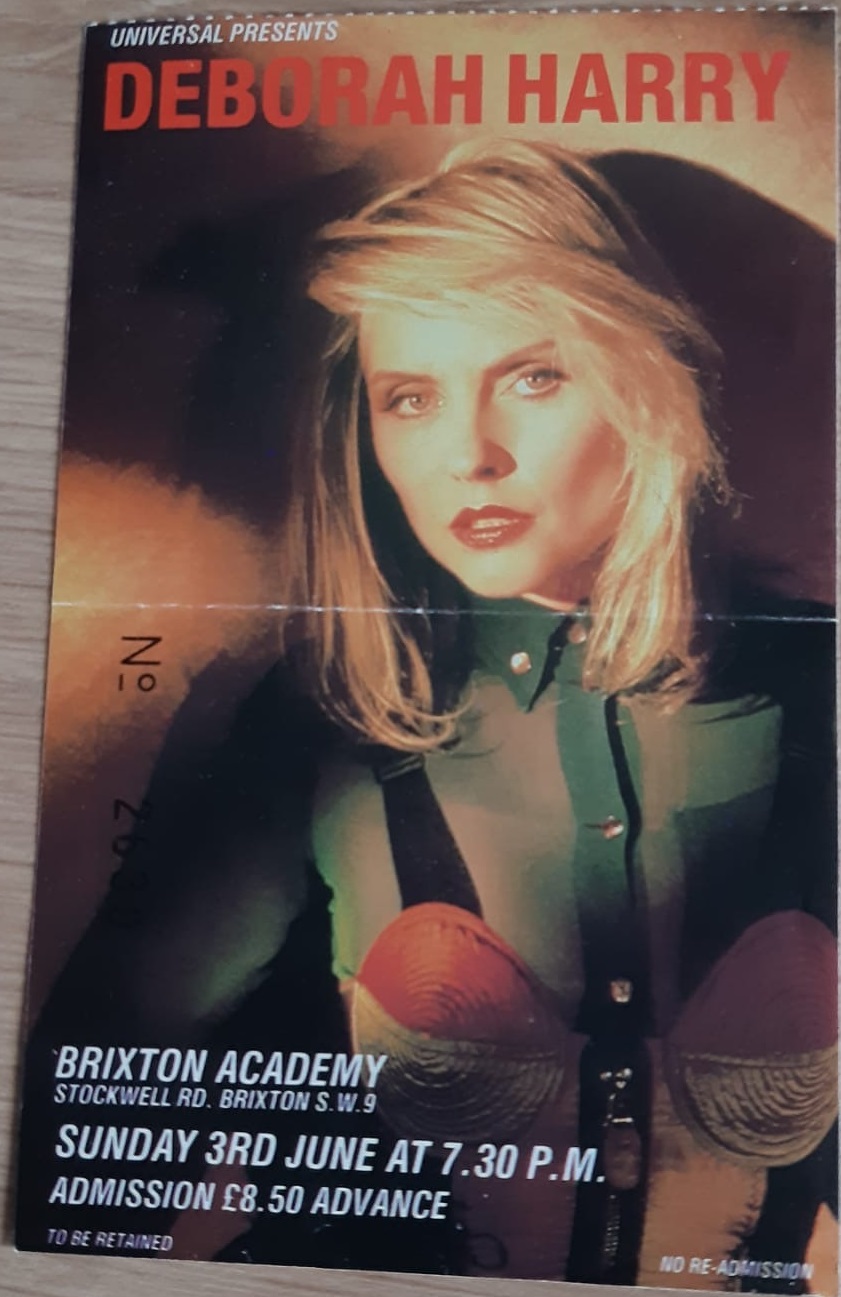 UNIVERSAL PRESENTS
DEBORAH HARRY
Nº
BRIXTON ACADEMY
STOCKWELL RD. BRIXTON S.W.9
SUNDAY 3RD JUNE AT 7.30 P.M.
ADMISSION £8.50 ADVANCE
TO BE RETAINED
NO RE-ADMISSION